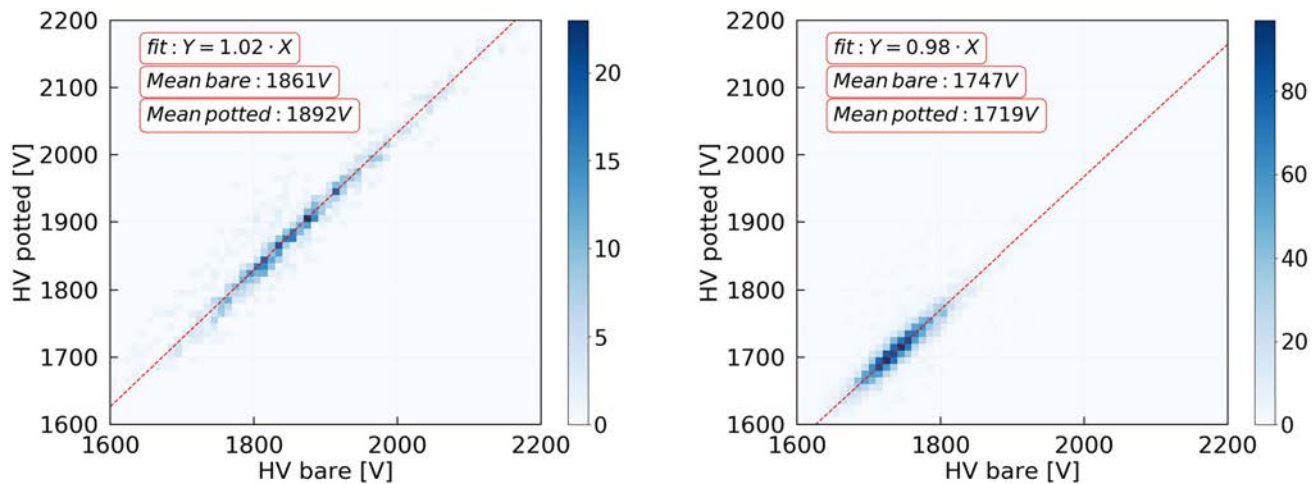 2200
2100
2000
1900
1800
1700
1600
HV potted [V]
fit : Y = 1.02 · X
Mean bare : 1861V
Mean potted : 1892V
1600 1800 2000 2200
HV bare [V]
20
15
10
5
0
2200
2100
2000
1900
1800
1700
1600
HV potted [V]
fit : Y = 0.98 · X
Mean bare : 1747V
Mean potted : 1719V
1600 1800 2000 2200
HV bare [V]
80
60
40
20
0